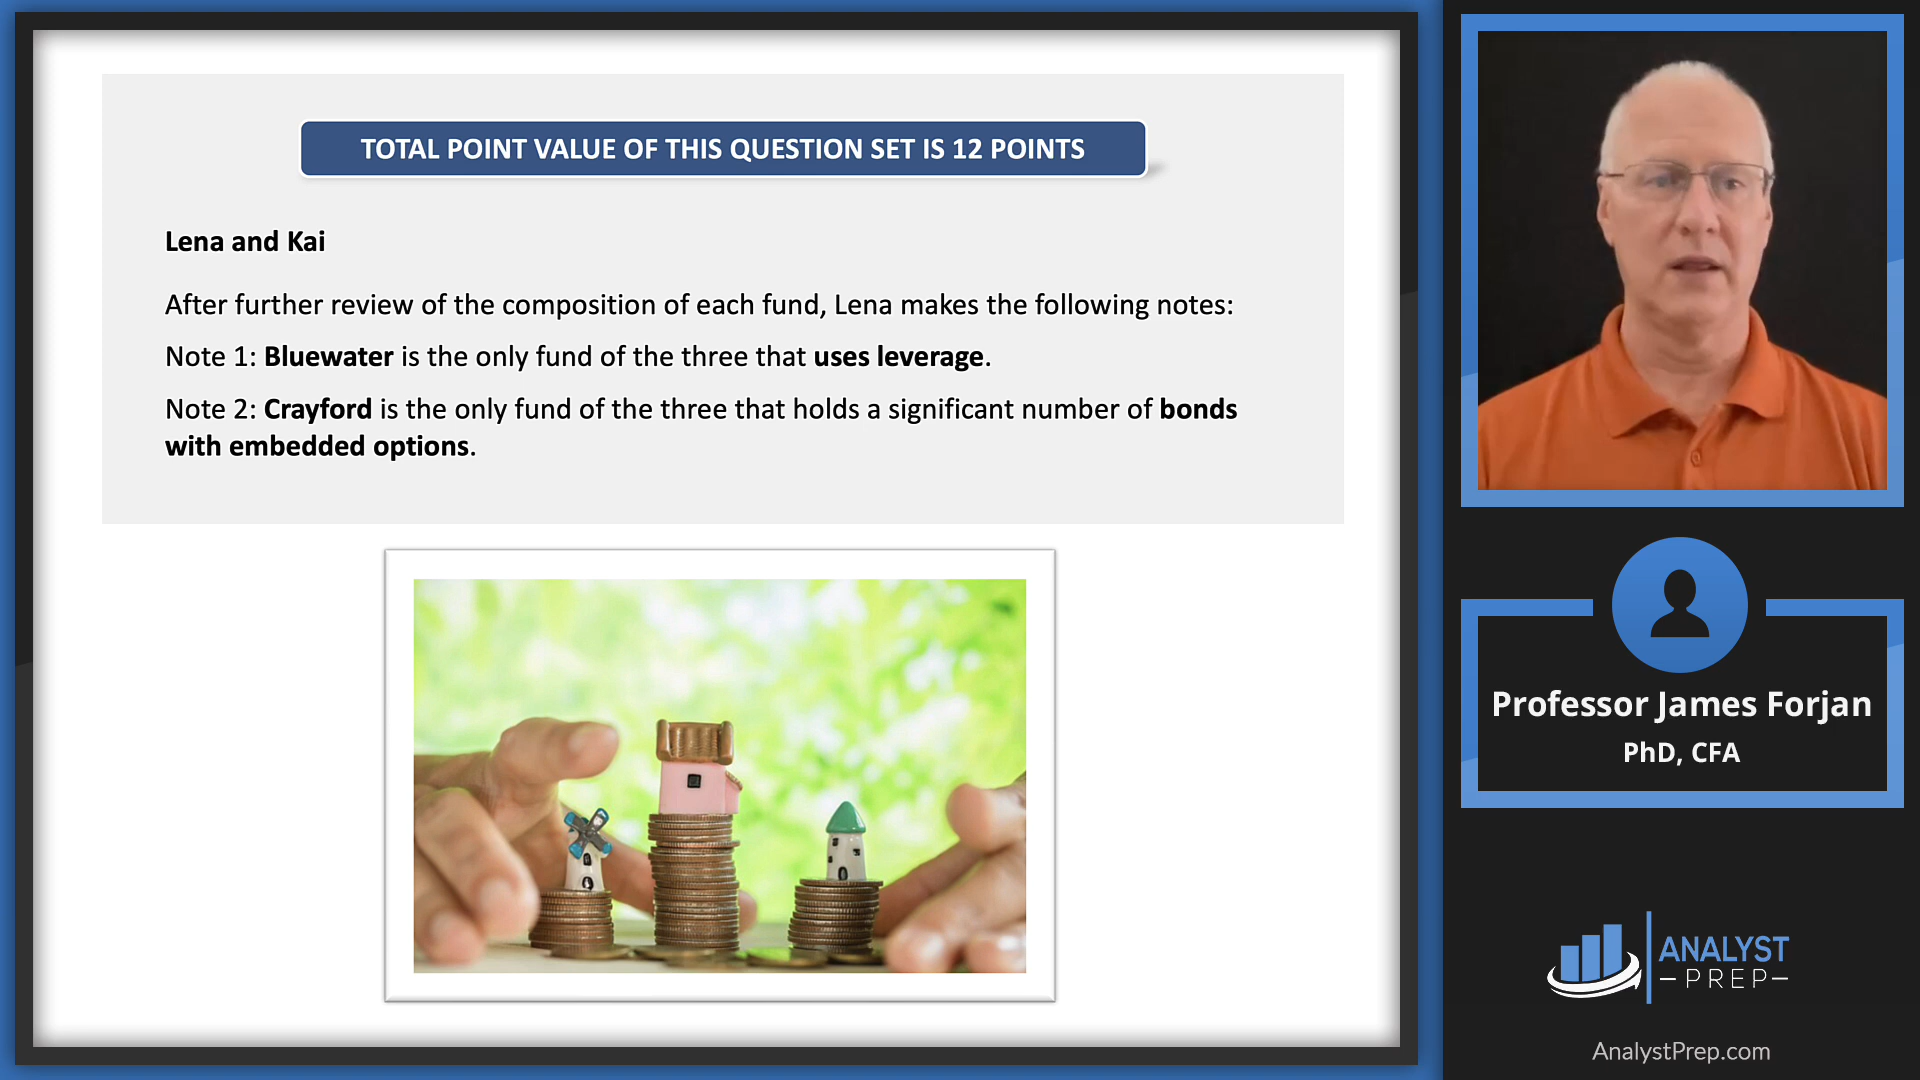 TOTAL POINT VALUE OF THIS QUESTION SET IS 12 POINTS
Lena and Kai
After further review of the composition of each fund, Lena makes the following notes:
Note 1: Bluewater is the only fund of the three that uses leverage.
Note 2: Crayford is the only fund of the three that holds a significant number of bonds
with embedded options.
Professor James Forjan
PhD, CFA
ANALYST
PREP
AnalystPrep.com